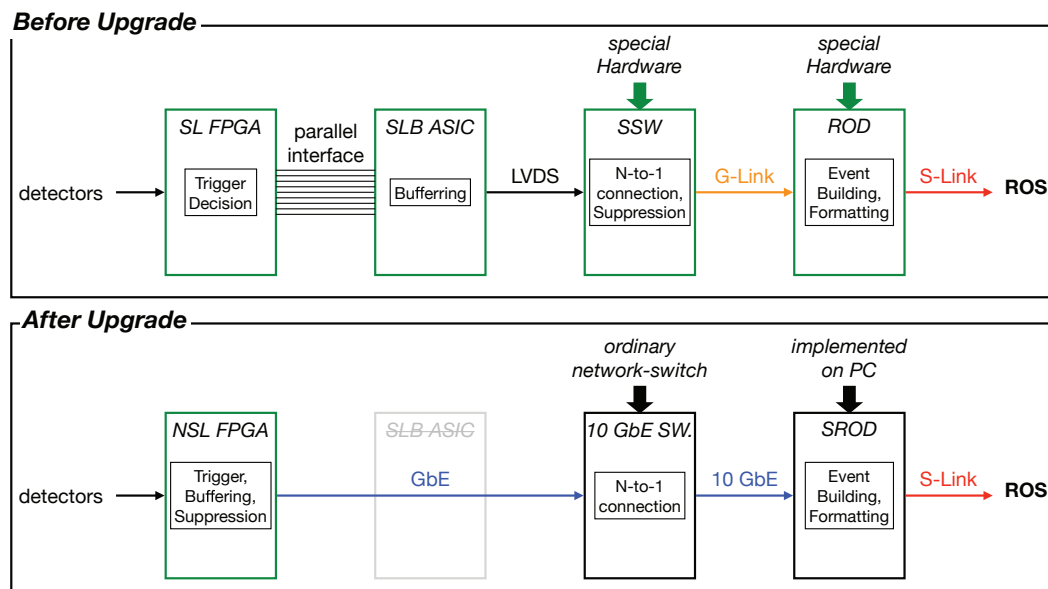 Before Upgrade
special
Hardware
special
Hardware
SL FPGA
parallel
interface
SLB ASIC
SSW
ROD
detectors
Trigger
Decision
Bufferring
LVDS
N-to-1
connection,
Suppression
G-Link
Event
Building,
Formatting
S-Link
ROS
After Upgrade
ordinary
network-switch
implemented
on PC
NSL FPGA
SLB ASIC
10 GbE SW.
SROD
detectors
Trigger,
Buffering,
Suppression
GbE
N-to-1
connection
10 GbE
Event
Building,
Formatting
S-Link
ROS